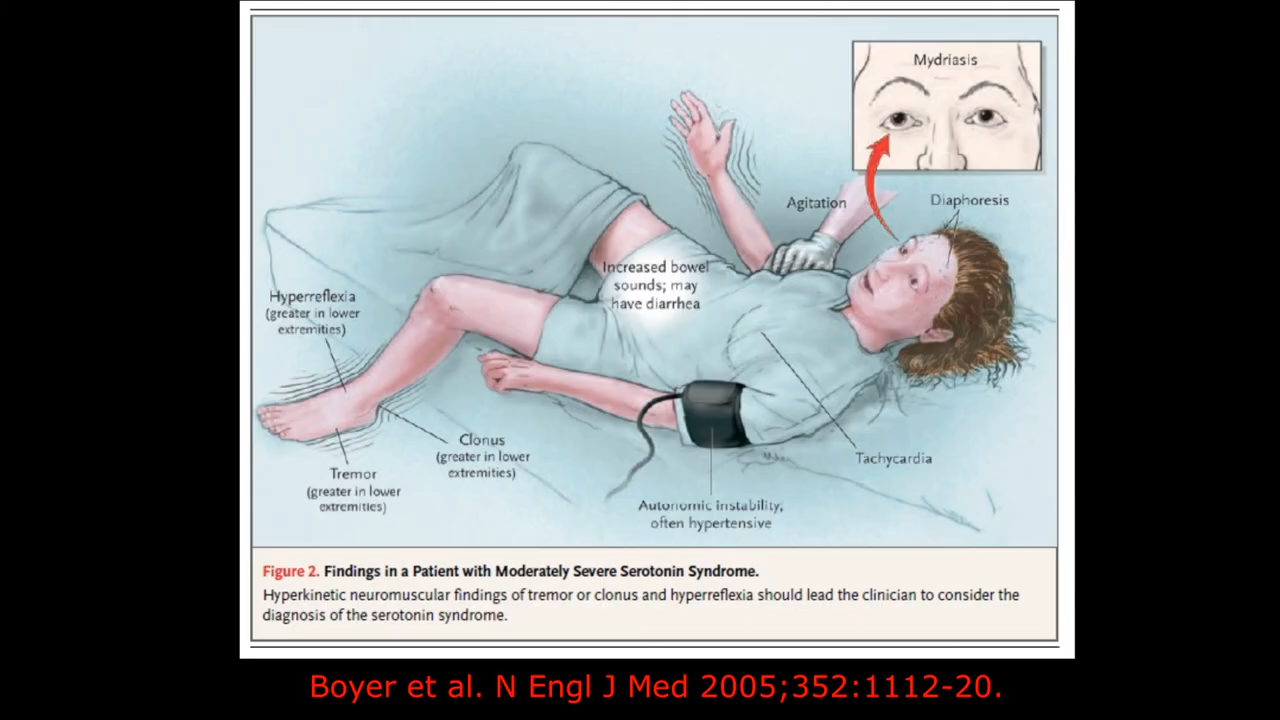 Mydriasis
Agitation
Diaphoresis
Increased bowel
sounds; may
have diarrhea
Hyperreflexia
(greater in lower
extremities)
Clonus
(greater in lower
extremities)
Tachycardia
Tremor
(greater in lower
extremities)
Autonomic instability;
often hypertensive
Figure 2. Findings in a Patient with Moderately Severe Serotonin Syndrome.
Hyperkinetic neuromuscular findings of tremor or clonus and hyperreflexia should lead the clinician to consider the
diagnosis of the serotonin syndrome.
Boyer et al. N Engl J Med 2005;352:1112-20.